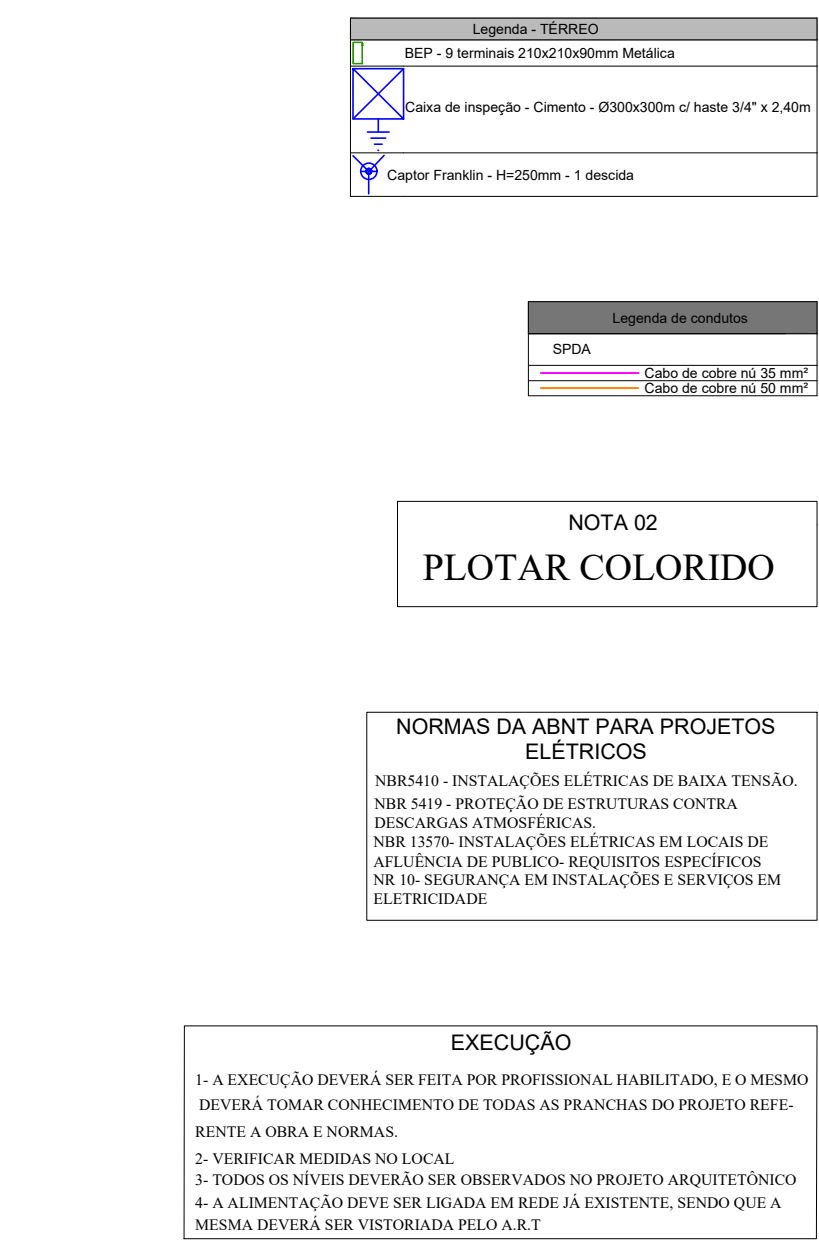 Legenda - TÉRREO
BEP - 9 terminais 210x210x90mm Metálica
Caixa de inspeção - Cimento - Ø300x300m c/ haste 3/4" x 2,40m
Captor Franklin - H=250mm - 1 descida
Legenda de condutos
SPDA
Cabo de cobre nú 35 mm²
Cabo de cobre nú 50 mm²
NOTA 02
PLOTAR COLORIDO
NORMAS DA ABNT PARA PROJETOS
ELÉTRICOS
NBR5410 - INSTALAÇÕES ELÉTRICAS DE BAIXA TENSÃO.
NBR 5419 - PROTEÇÃO DE ESTRUTURAS CONTRA
DESCARGAS ATMOSFÉRICAS.
NBR 13570- INSTALAÇÕES ELÉTRICAS EM LOCAIS DE
AFLUÊNCIA DE PUBLICO- REQUISITOS ESPECÍFICOS
NR 10- SEGURANÇA EM INSTALAÇÕES E SERVIÇOS EM
ELETRICIDADE
EXECUÇÃO
1- A EXECUÇÃO DEVERÁ SER FEITA POR PROFISSIONAL HABILITADO, E O MESMO
DEVERÁ TOMAR CONHECIMENTO DE TODAS AS PRANCHAS DO PROJETO REFE-
RENTE A OBRA E NORMAS.
2- VERIFICAR MEDIDAS NO LOCAL
3- TODOS OS NÍVEIS DEVERÃO SER OBSERVADOS NO PROJETO ARQUITETÔNICO
4- A ALIMENTAÇÃO DEVE SER LIGADA EM REDE JÁ EXISTENTE, SENDO QUE A
MESMA DEVERÁ SER VISTORIADA PELO A.R.T